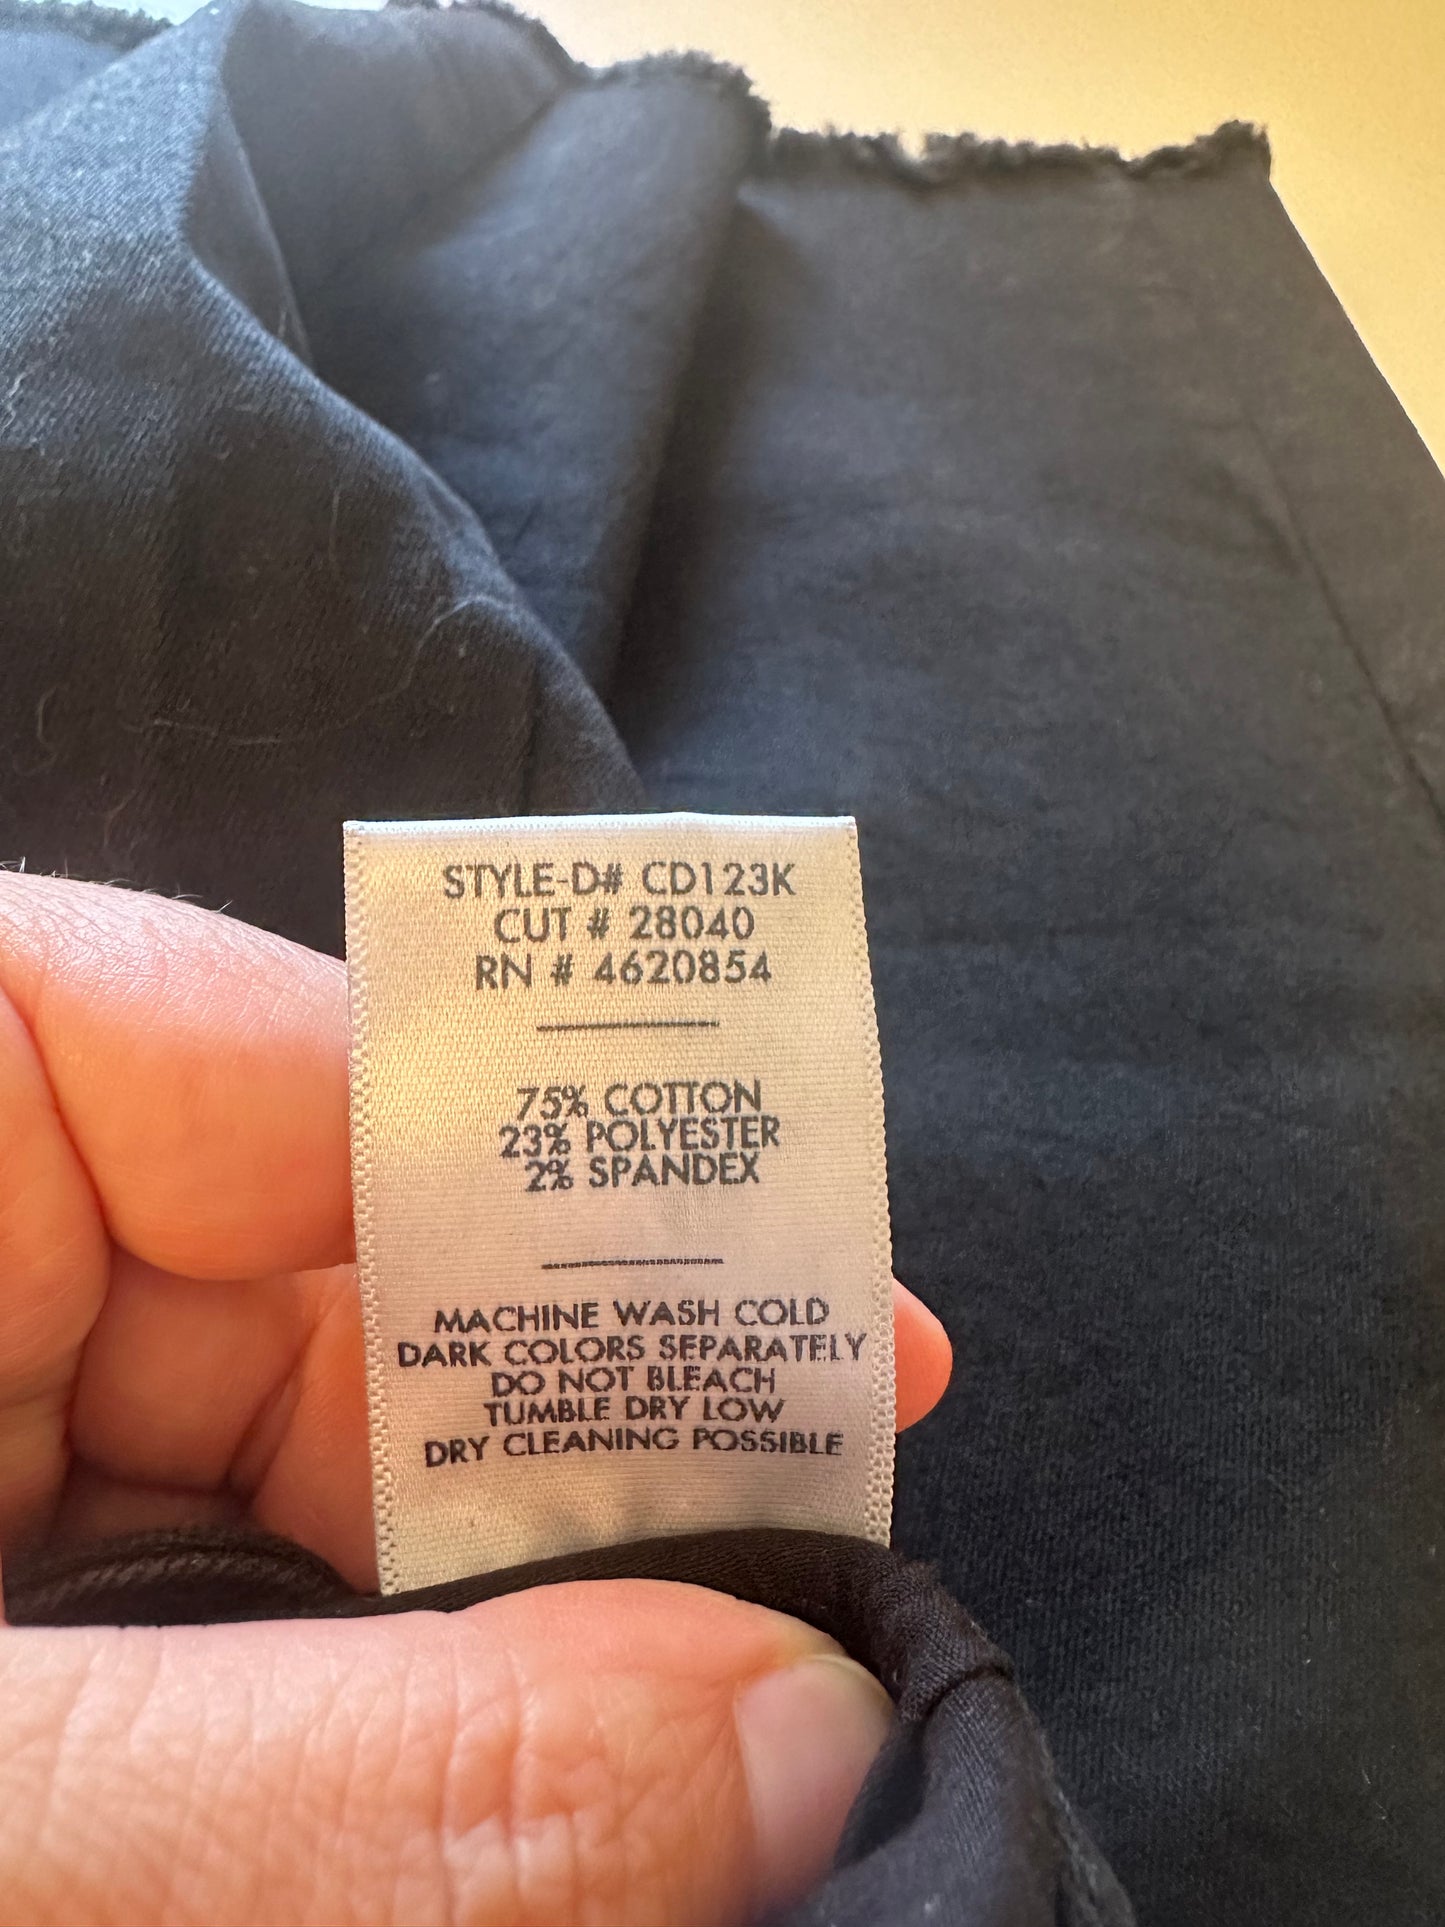 STYLE-D# CD123K
CUT # 28040
RN # 4620854
75% COTTON
23% POLYESTER
2% SPANDEX
MACHINE WASH COLD
DARK COLORS SEPARATELY
DO NOT BLEACH
TUMBLE DRY LOW
DRY CLEANING POSSIBLE